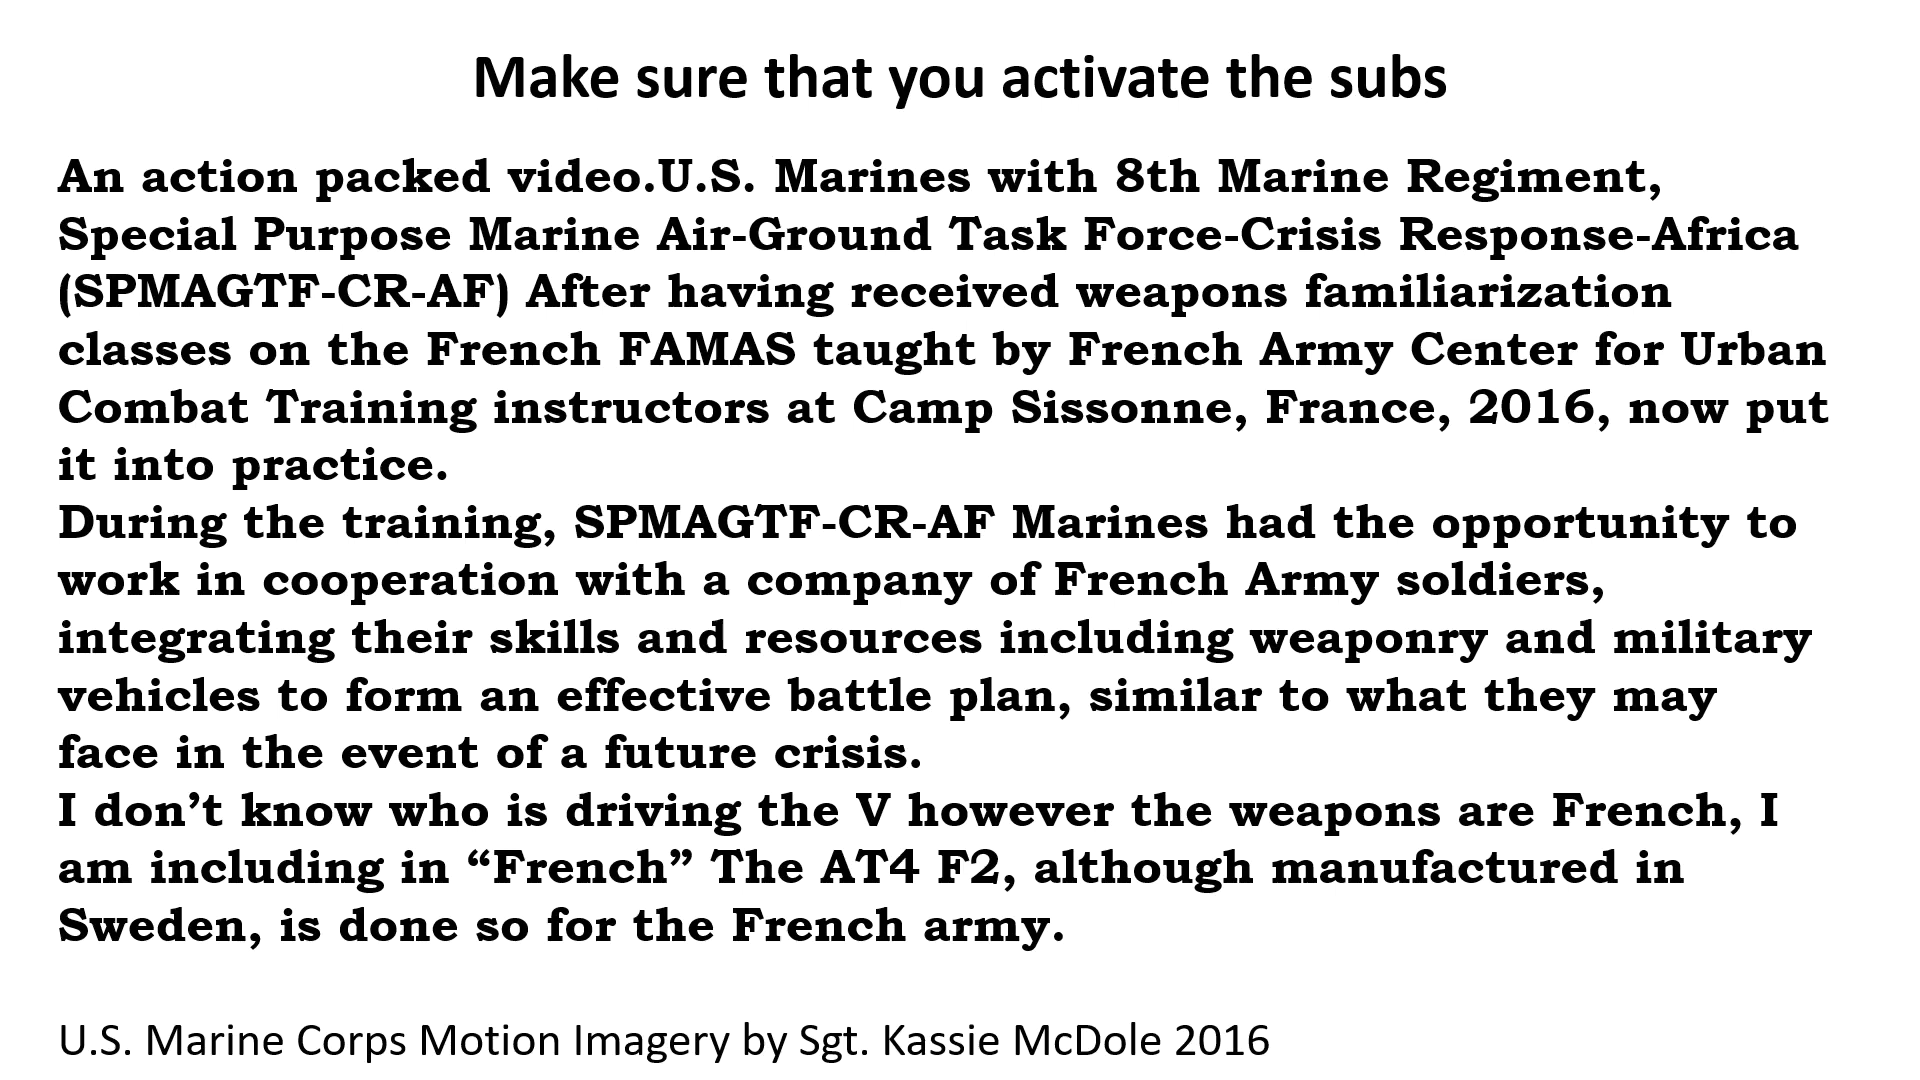 Make sure that you activate the subs
An action packed video.U.S. Marines with 8th Marine Regiment,
Special Purpose Marine Air-Ground Task Force-Crisis Response-Africa
(SPMAGTF-CR-AF) After having received weapons familiarization
classes on the French FAMAS taught by French Army Center for Urban
Combat Training instructors at Camp Sissonne, France, 2016, now put
it into practice.
During the training, SPMAGTF-CR-AF Marines had the opportunity to
work in cooperation with a company of French Army soldiers,
integrating their skills and resources including weaponry and military
vehicles to form an effective battle plan, similar to what they may
face in the event of a future crisis.
I don’t know who is driving the V however the weapons are French, I
am including in “French” The AT4 F2, although manufactured in
Sweden, is done so for the French army.
U.S. Marine Corps Motion Imagery by Sgt. Kassie McDole 2016